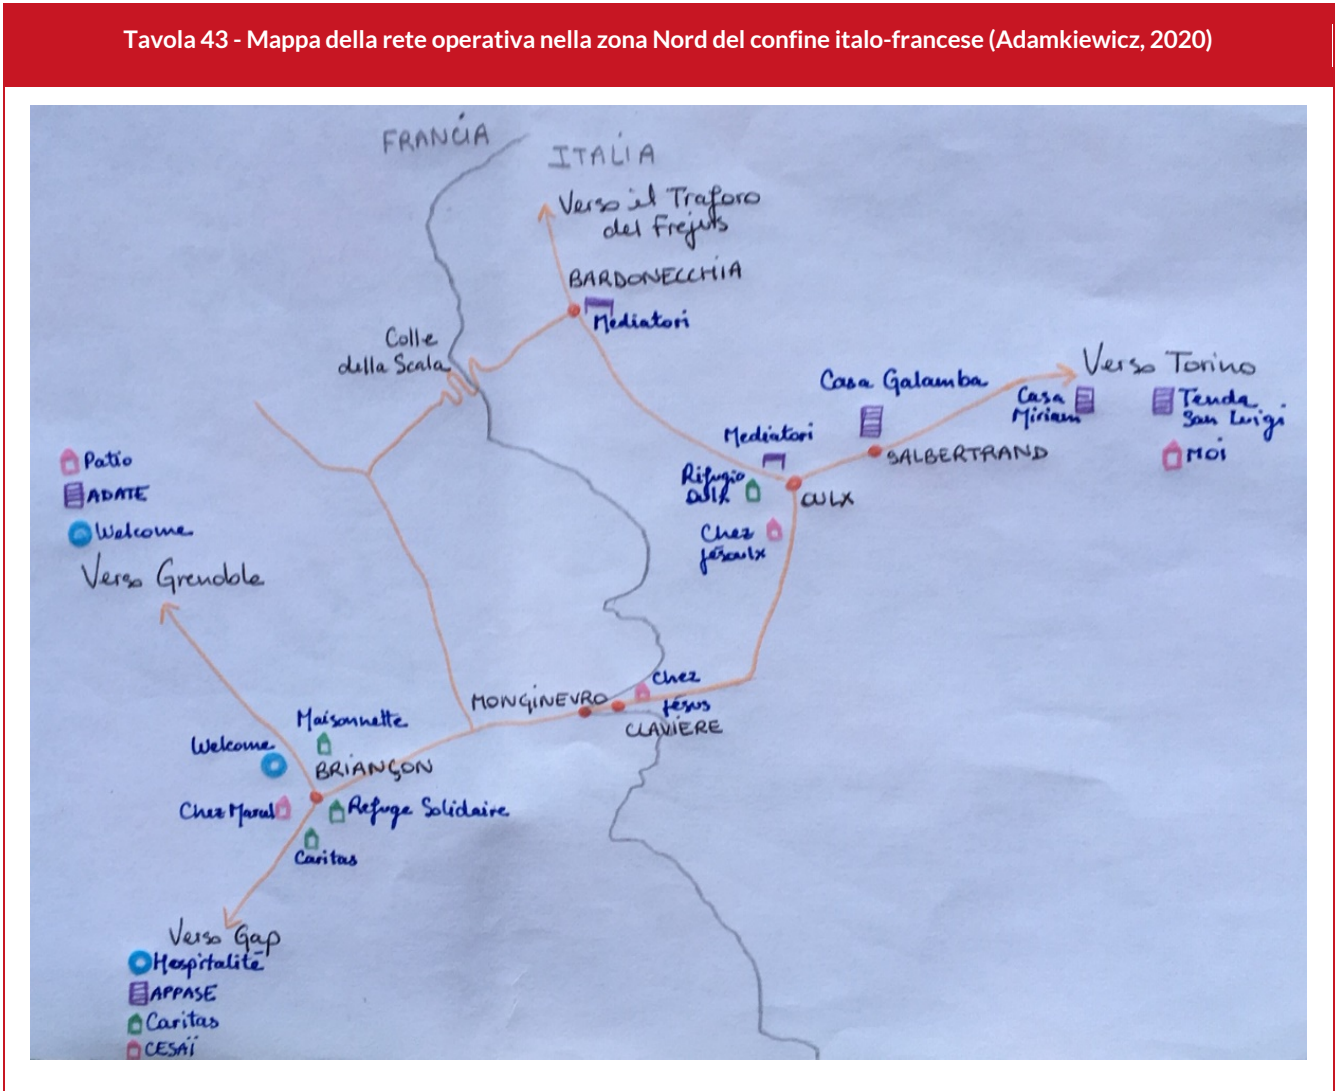 Tavola 43 - Mappa della rete operativa nella zona Nord del confine italo-francese (Adamkiewicz, 2020)
FRANCIA
ITALIA
Verso il Traforo
del Frejus
BARDONECCHIA
Mediatori
Colle
della Scala
Verso Torino
Casa Galamba
Casa
Miriam
Tenda
San Luigi
MOI
Mediatori
SALBERTRAND
Rifugio
Oulx
OULX
Chez
Jésoulx
Patio
ADATE
Welcome
Verso Grenoble
Chez
Jésus
MONGINEVRO
CLAVIERE
Maisonnette
Welcome
BRIANÇON
Chez Marcel
Refuge Solidaire
Caritas
Verso Gap
Hospitalité
APPASE
Caritas
CESAÏ